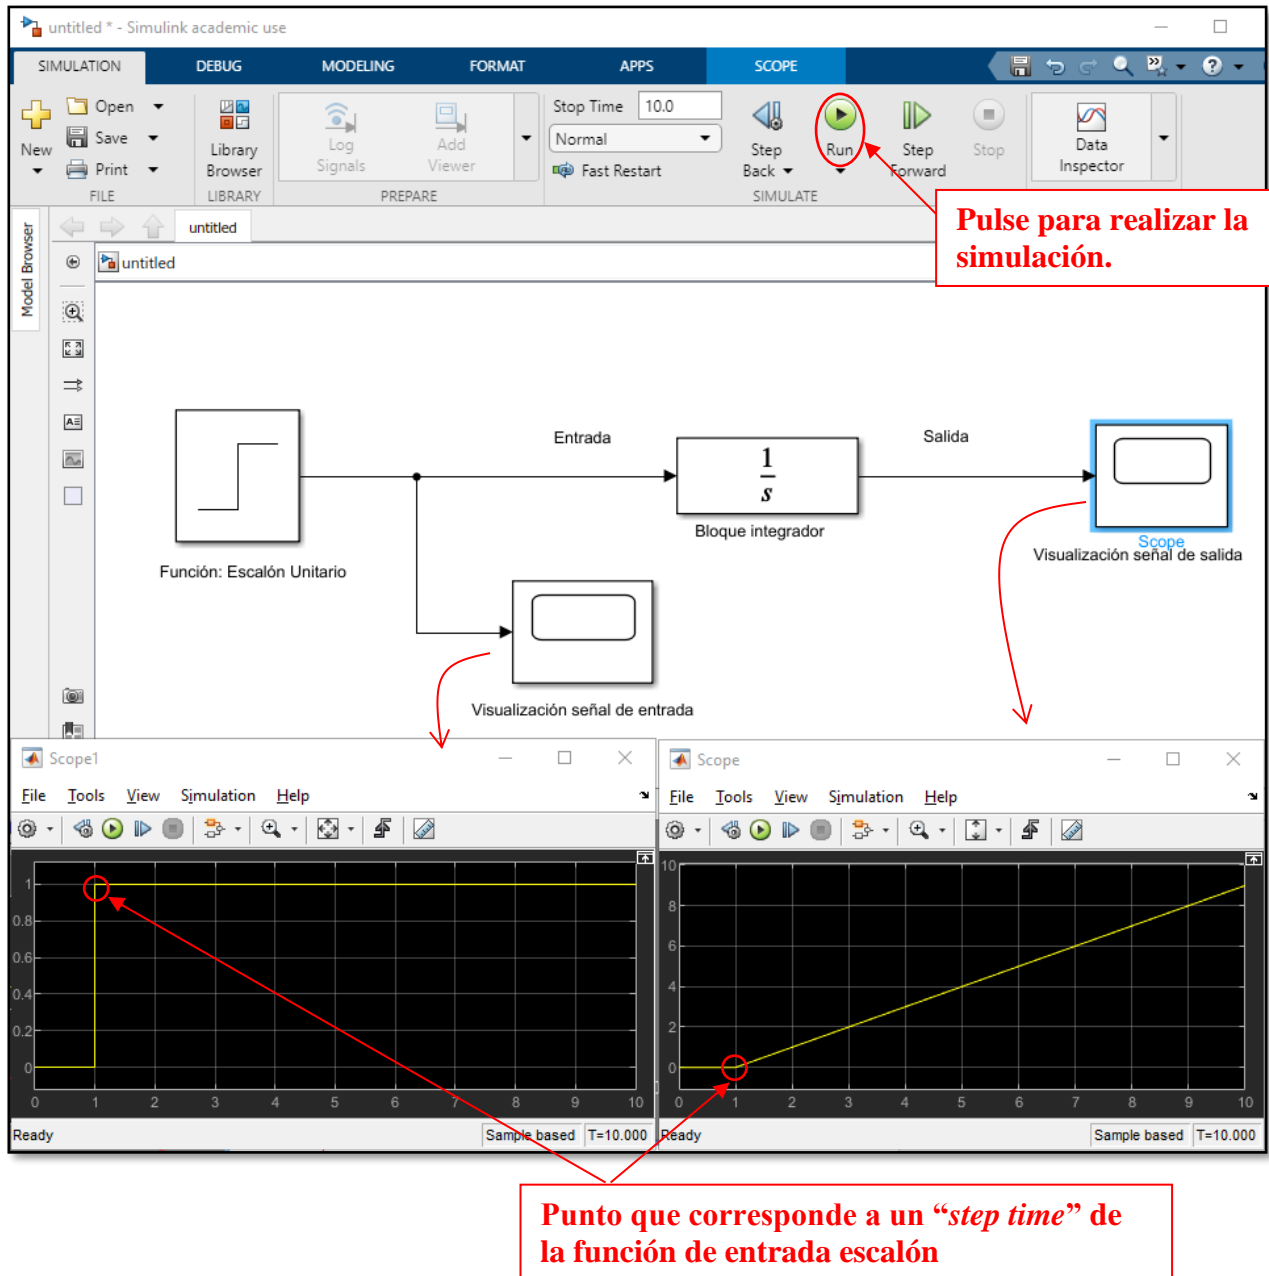 untitled * - Simulink academic use
SIMULATION DEBUG MODELING FORMAT APPS SCOPE
New
Open
Save
Print
FILE
Library
Browser
LIBRARY
Log
Signals
Add
Viewer
PREPARE
Stop Time 10.0
Normal
Fast Restart
Step
Back
Run
Step
Forward
Stop
SIMULATE
Data
Inspector
Pulse para realizar la
simulación.
Model Browser
untitled
untitled
Entrada
Salida
1
s
Bloque integrador
Scope
Visualización señal de salida
Función: Escalón Unitario
Visualización señal de entrada
Scope1
File Tools View Simulation Help
1
0.8
0.6
0.4
0.2
0
0 1 2 3 4 5 6 7 8 9 10
Ready Sample based T=10.000
Scope
File Tools View Simulation Help
10
8
6
4
2
0
0 1 2 3 4 5 6 7 8 9 10
Ready Sample based T=10.000
Punto que corresponde a un “step time” de
la función de entrada escalón